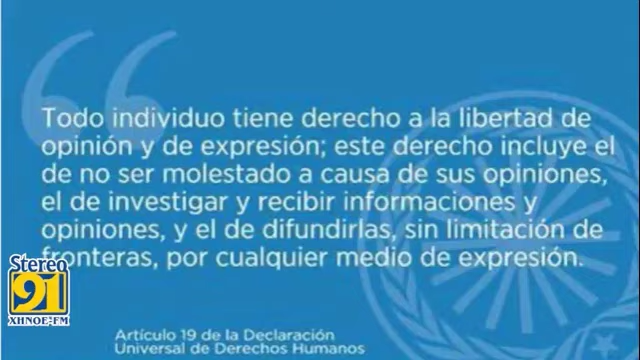 Todo individuo tiene derecho a la libertad de
opinión y de expresión; este derecho incluye el
de no ser molestado a causa de sus opiniones,
el de investigar y recibir informaciones y
opiniones, y el de difundirlas, sin limitación de
fronteras, por cualquier medio de expresión.
Stereo
91
XHNOE-FM
Artículo 19 de la Declaración
Universal de Derechos Humanos